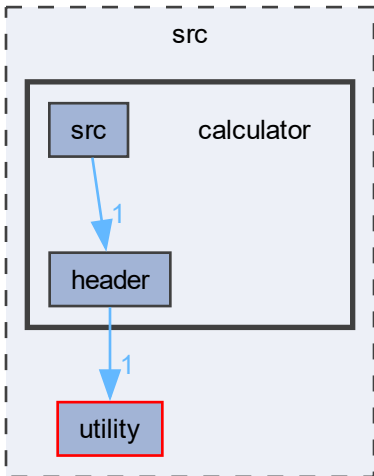 src
src
calculator
1
header
1
utility